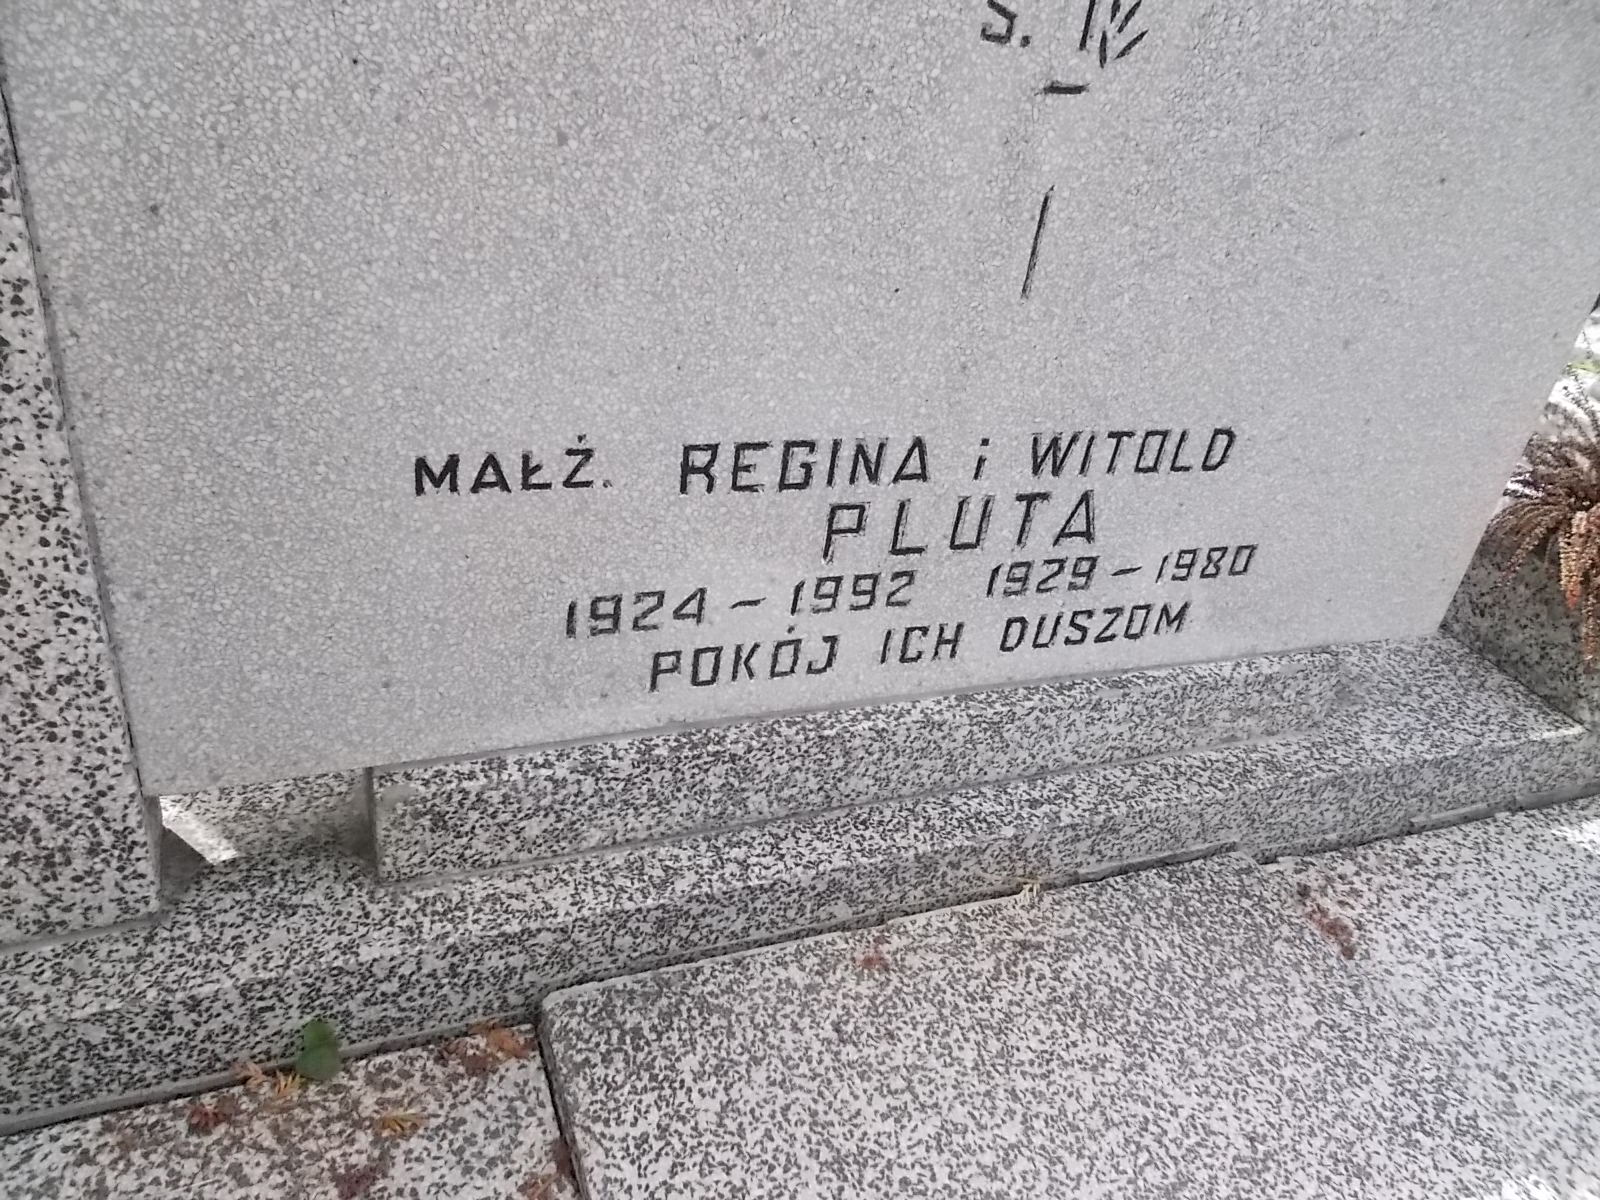 MAŁŻ. REGINA i WITOLD
PLUTA
1924 - 1992 1929 - 1980
POKÓJ ICH DUSZOM